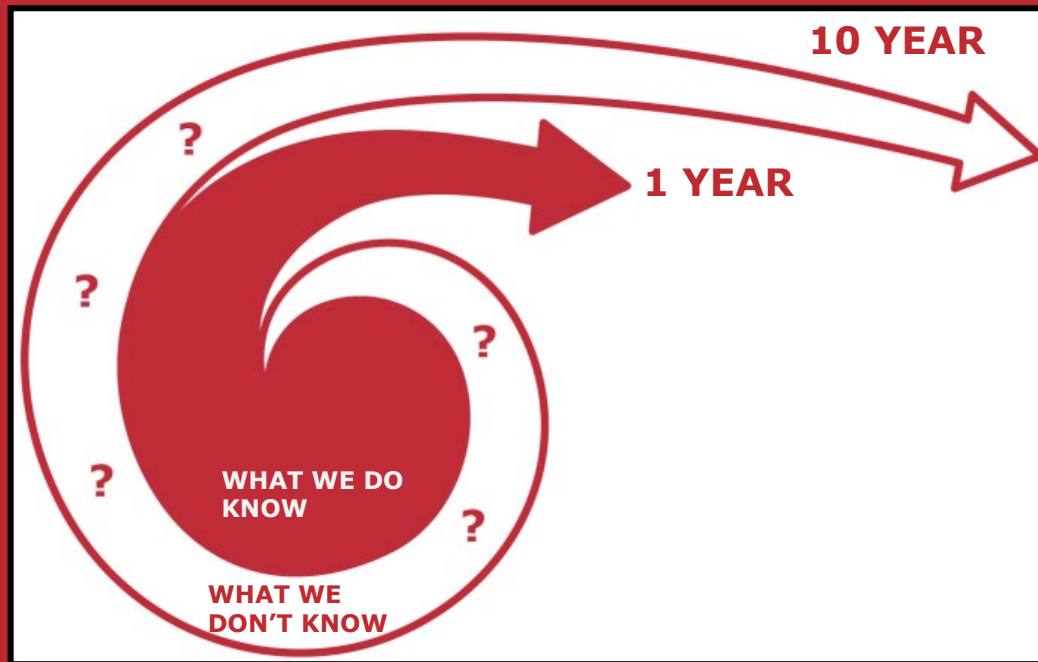 10 YEAR
?
1 YEAR
?
?
?
WHAT WE DO
KNOW
?
WHAT WE
DON’T KNOW